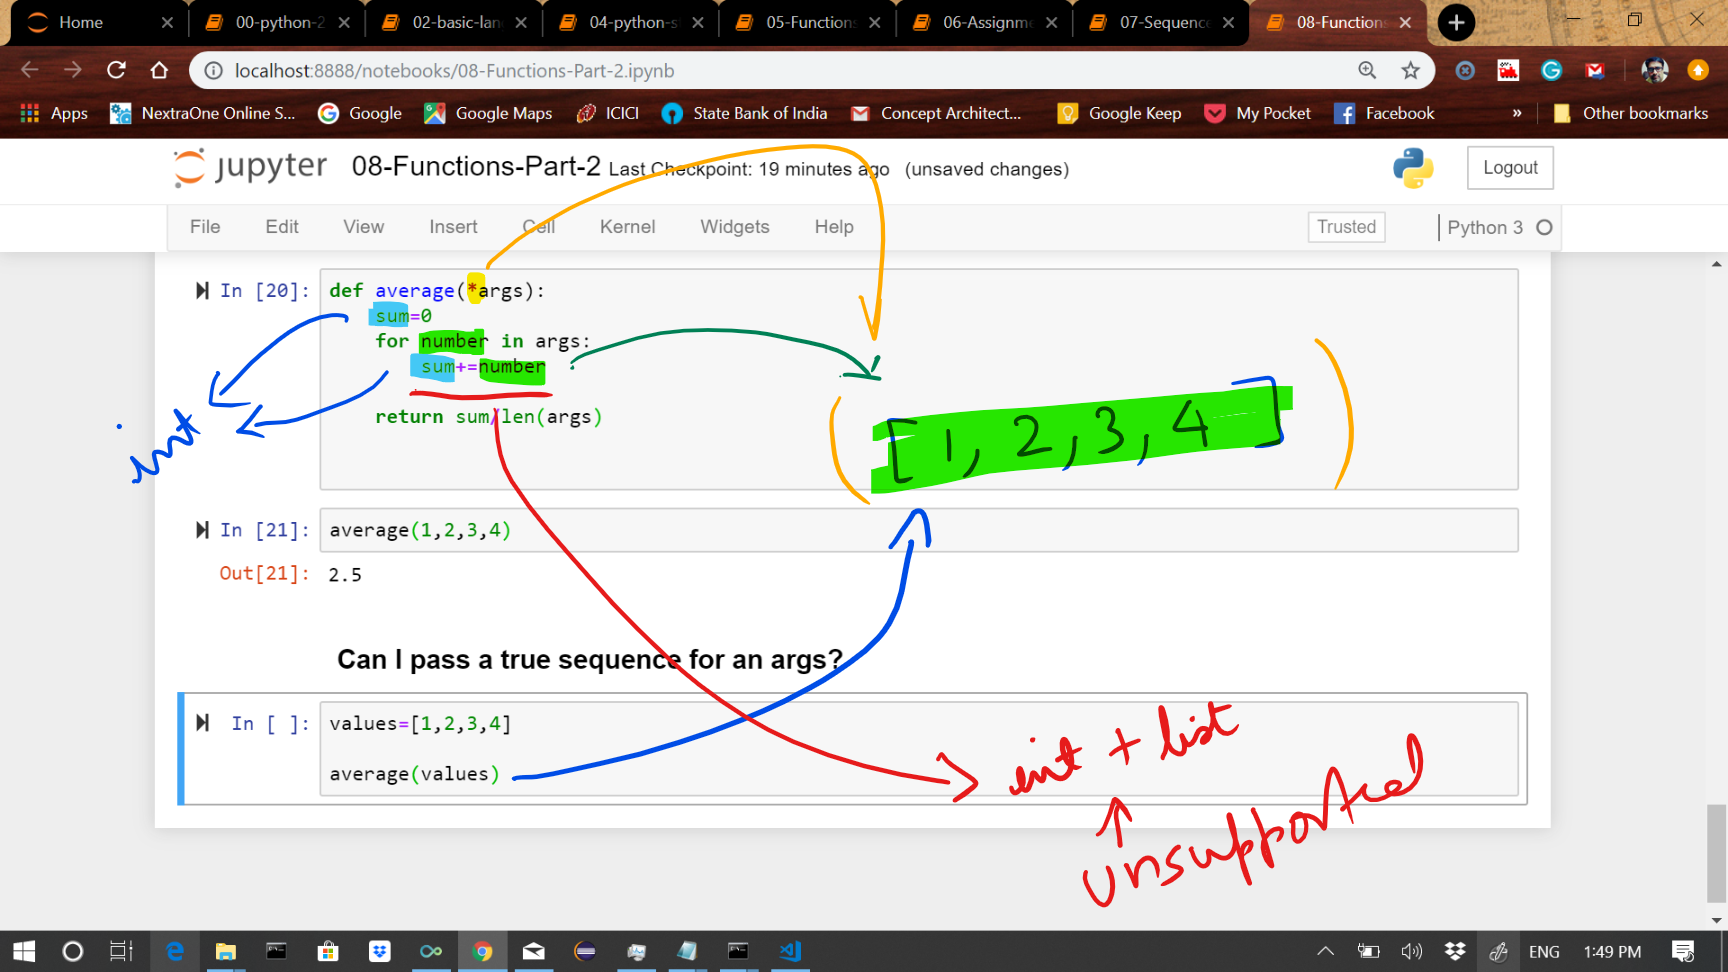 Home 00-python-2 02-basic-lan 04-python-s 05-Function 06-Assignme 07-Sequence 08-Function
localhost:8888/notebooks/08-Functions-Part-2.ipynb
Apps NextraOne Online S... Google Google Maps ICICI State Bank of India Concept Architect... Google Keep My Pocket Facebook » Other bookmarks
jupyter 08-Functions-Part-2 Last Checkpoint: 19 minutes ago (unsaved changes) Logout
File Edit View Insert Cell Kernel Widgets Help Trusted Python 3
In [20]: def average(*args):
sum=0
for number in args:
sum+=number
return sum/len(args)
int
([1, 2, 3, 4])
In [21]: average(1,2,3,4)
Out[21]: 2.5
Can I pass a true sequence for an args?
In [ ]: values=[1,2,3,4]
average(values)
int + list
unsupported
ENG 1:49 PM